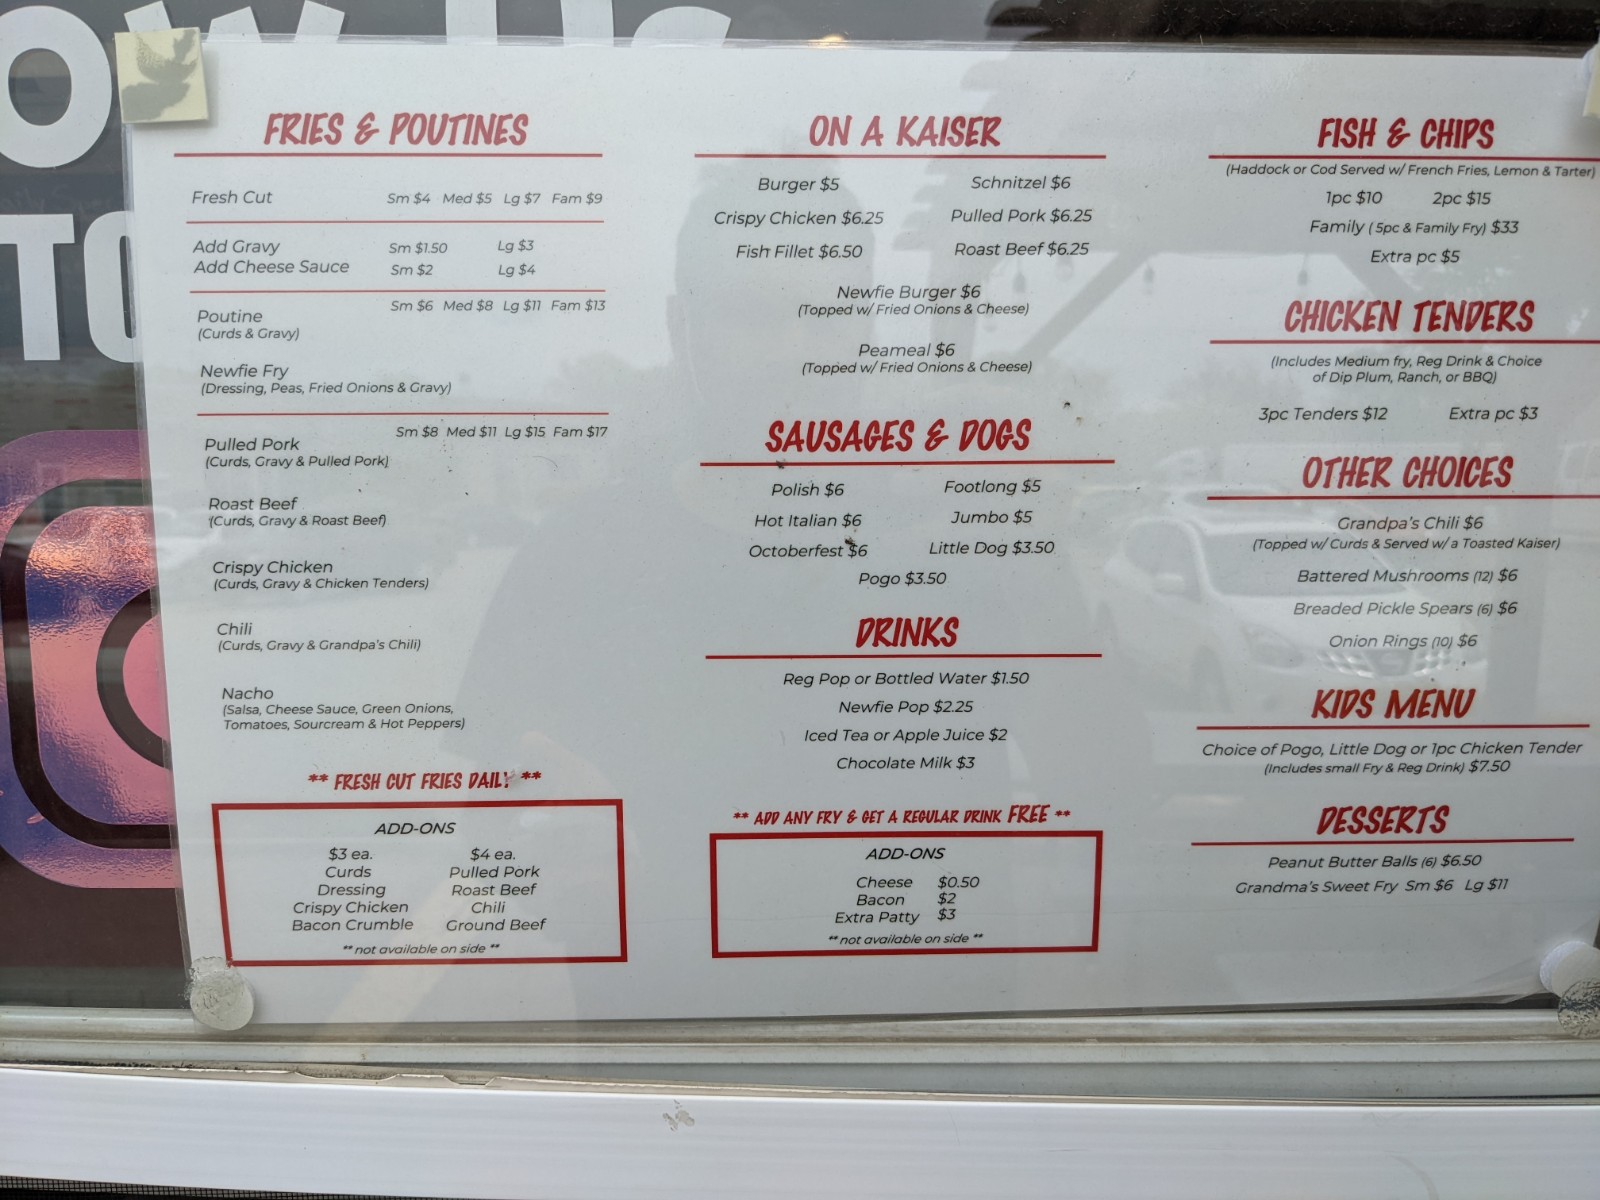 FRIES & POUTINES
Fresh Cut Sm $4 Med $5 Lg $7 Fam $9
Add Gravy Sm $1.50 Lg $3
Add Cheese Sauce Sm $2 Lg $4
Sm $6 Med $8 Lg $11 Fam $13
Poutine
(Curds & Gravy)
Newfie Fry
(Dressing, Peas, Fried Onions & Gravy)
Sm $8 Med $11 Lg $15 Fam $17
Pulled Pork
(Curds, Gravy & Pulled Pork)
Roast Beef
(Curds, Gravy & Roast Beef)
Crispy Chicken
(Curds, Gravy & Chicken Tenders)
Chili
(Curds, Gravy & Grandpa's Chili)
Nacho
(Salsa, Cheese Sauce, Green Onions,
Tomatoes, Sourcream & Hot Peppers)
** FRESH CUT FRIES DAILY **
ADD-ONS
$3 ea. $4 ea.
Curds Pulled Pork
Dressing Roast Beef
Crispy Chicken Chili
Bacon Crumble Ground Beef
** not available on side **
ON A KAISER
Burger $5 Schnitzel $6
Crispy Chicken $6.25 Pulled Pork $6.25
Fish Fillet $6.50 Roast Beef $6.25
Newfie Burger $6
(Topped w/ Fried Onions & Cheese)
Peameal $6
(Topped w/ Fried Onions & Cheese)
SAUSAGES & DOGS
Polish $6 Footlong $5
Hot Italian $6 Jumbo $5
Octoberfest $6 Little Dog $3.50
Pogo $3.50
DRINKS
Reg Pop or Bottled Water $1.50
Newfie Pop $2.25
Iced Tea or Apple Juice $2
Chocolate Milk $3
** ADD ANY FRY & GET A REGULAR DRINK FREE **
ADD-ONS
Cheese $0.50
Bacon $2
Extra Patty $3
** not available on side **
FISH & CHIPS
(Haddock or Cod Served w/ French Fries, Lemon & Tarter)
1pc $10 2pc $15
Family ( 5pc & Family Fry) $33
Extra pc $5
CHICKEN TENDERS
(Includes Medium fry, Reg Drink & Choice
of Dip Plum, Ranch, or BBQ)
3pc Tenders $12 Extra pc $3
OTHER CHOICES
Grandpa's Chili $6
(Topped w/ Curds & Served w/ a Toasted Kaiser)
Battered Mushrooms (12) $6
Breaded Pickle Spears (6) $6
Onion Rings (10) $6
KIDS MENU
Choice of Pogo, Little Dog or 1pc Chicken Tender
(Includes small Fry & Reg Drink) $7.50
DESSERTS
Peanut Butter Balls (6) $6.50
Grandma's Sweet Fry Sm $6 Lg $11